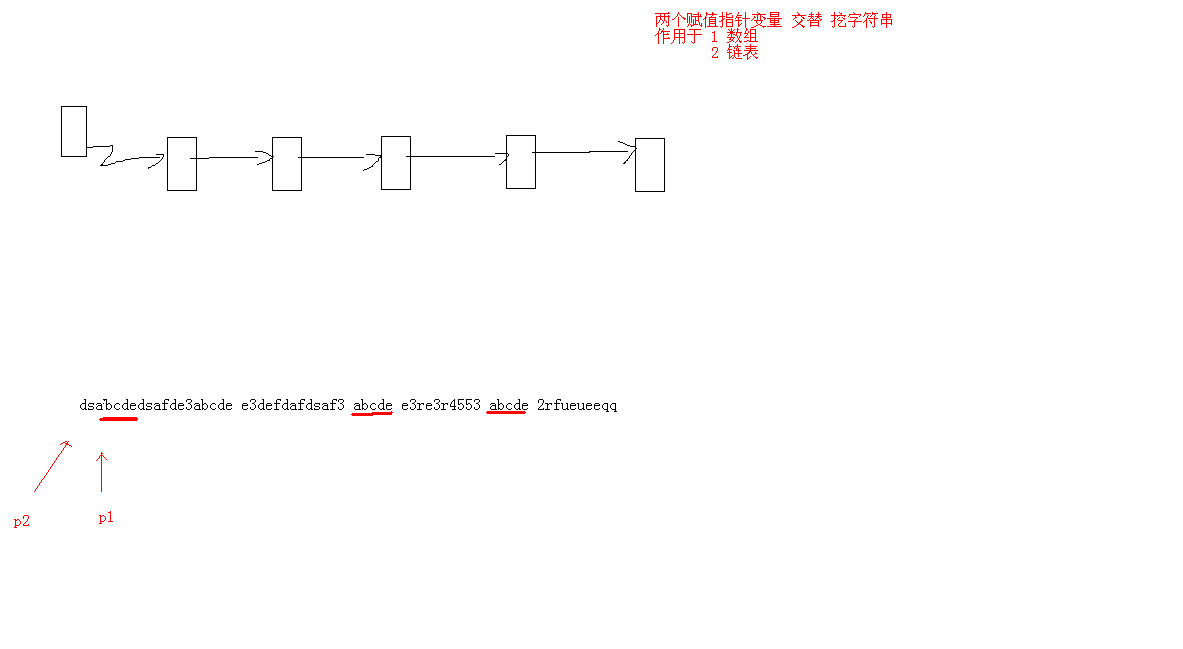 两个赋值指针变量 交替 挖字符串
作用于 1 数组
2 链表
dsabcdedsafde3abcde e3defdafdsaf3 abcde e3re3r4553 abcde 2rfueueeqq
p2
p1